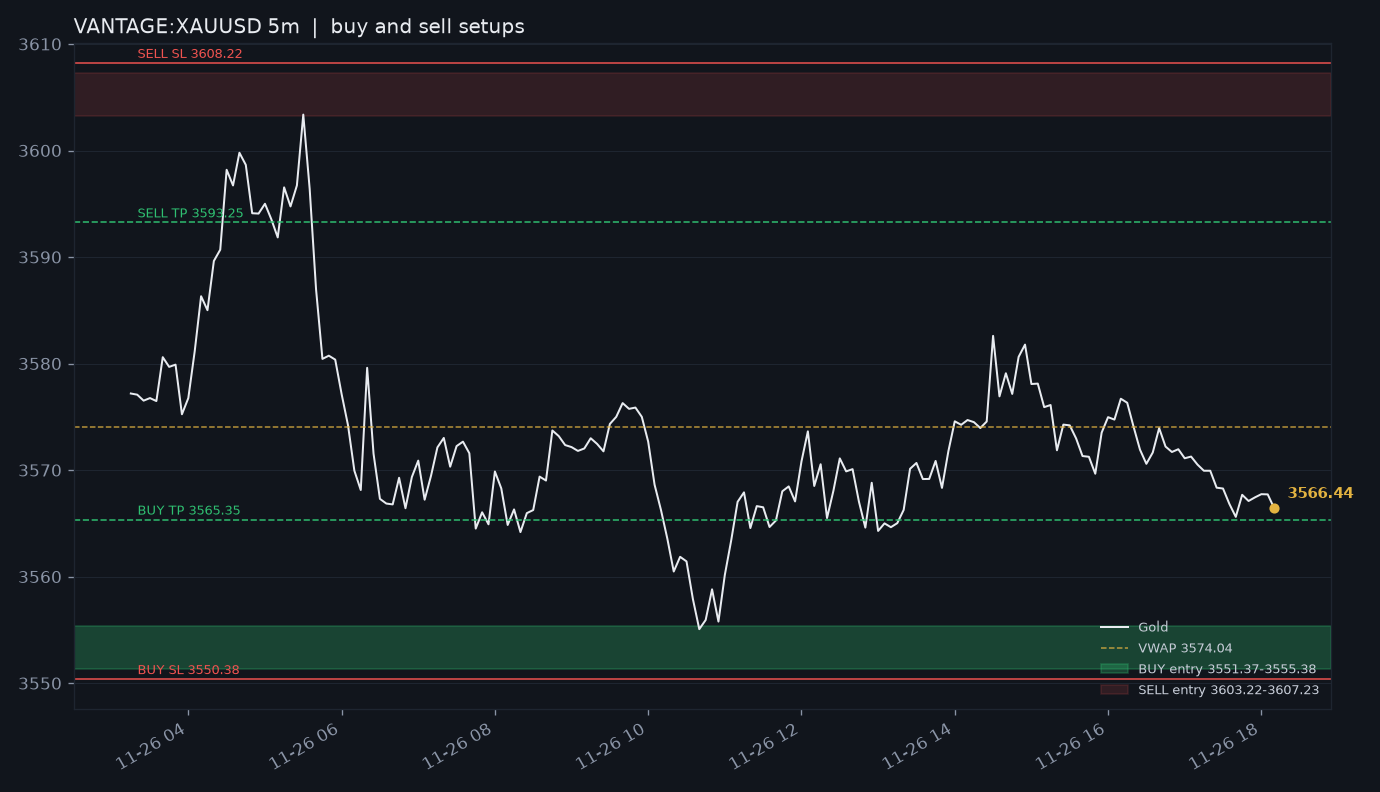 VANTAGE:XAUUSD 5m | buy and sell setups
3610
SELL SL 3608.22
3600
SELL TP 3593.25
3590
3580
3570
3566.44
BUY TP 3565.35
3560
BUY SL 3550.38
3550
Gold
VWAP 3574.04
BUY entry 3551.37-3555.38
SELL entry 3603.22-3607.23
11-26 04
11-26 06
11-26 08
11-26 10
11-26 12
11-26 14
11-26 16
11-26 18